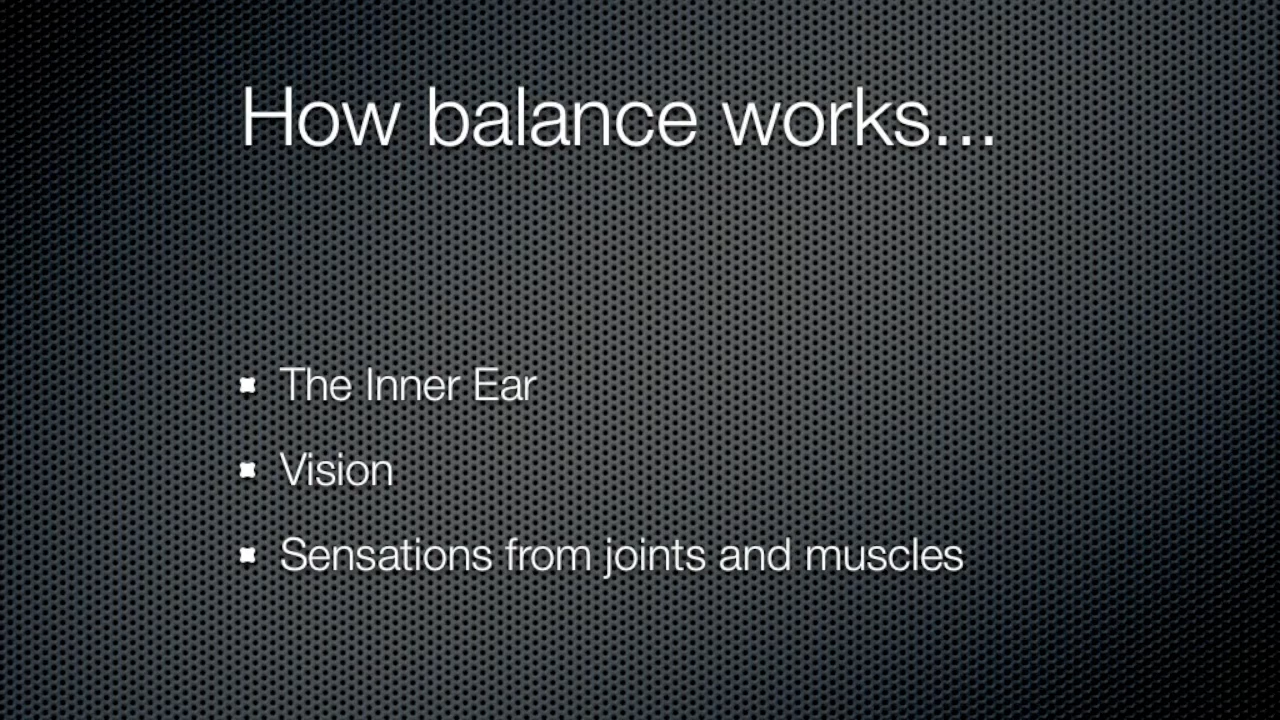 How balance works...
The Inner Ear
Vision
Sensations from joints and muscles